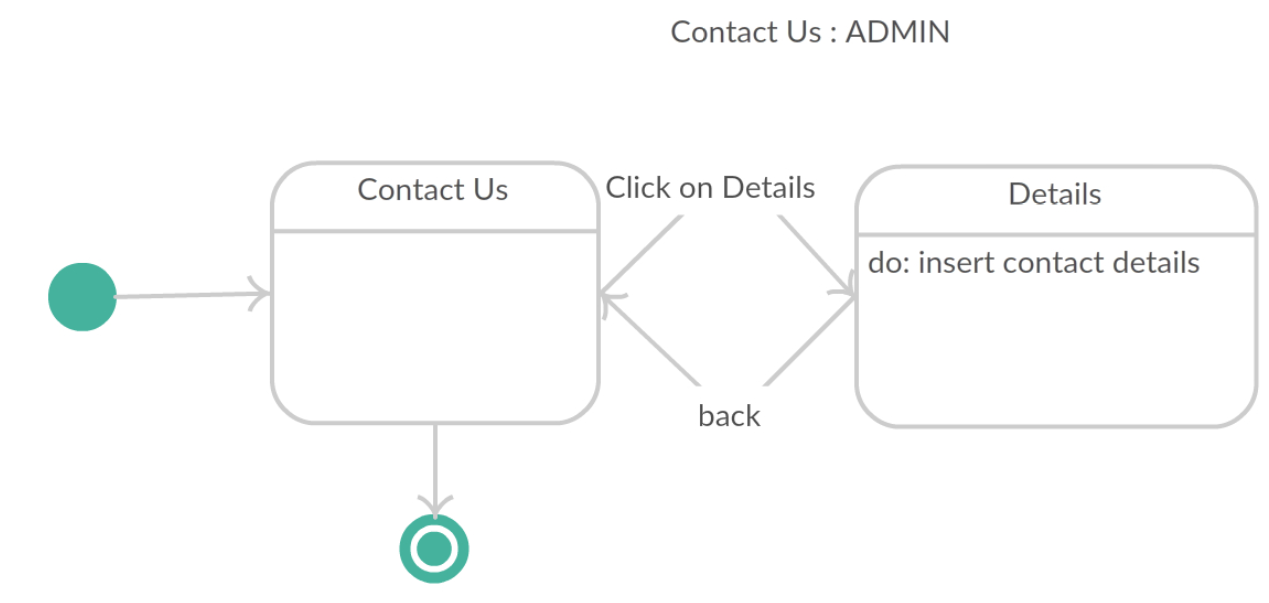 Contact Us : ADMIN
Contact Us
Click on Details
Details
do: insert contact details
back